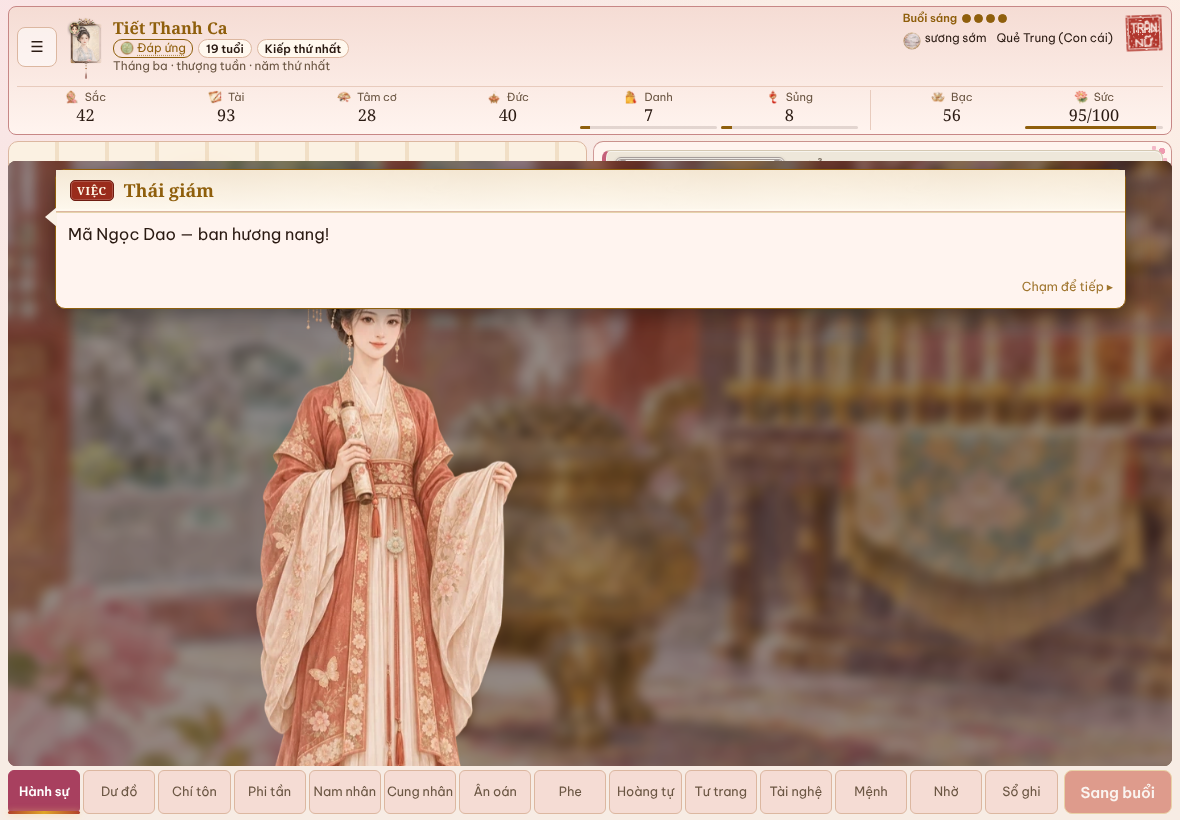 ☰
Tiết Thanh Ca
Đáp ứng 19 tuổi Kiếp thứ nhất
Tháng ba · thượng tuần · năm thứ nhất
Buổi sáng
sương sớm Quẻ Trung (Con cái)
TRẦN
NỮ
Sắc Tài Tâm cơ Đức Danh Sủng Bạc Sức
42 93 28 40 7 8 56 95/100
VIỆC Thái giám
Mã Ngọc Dao — ban hương nang!
Chạm để tiếp ▸
Hành sự Dư đồ Chí tôn Phi tần Nam nhân Cung nhân Ân oán Phe Hoàng tự Tư trang Tài nghệ Mệnh Nhờ Sổ ghi Sang buổi